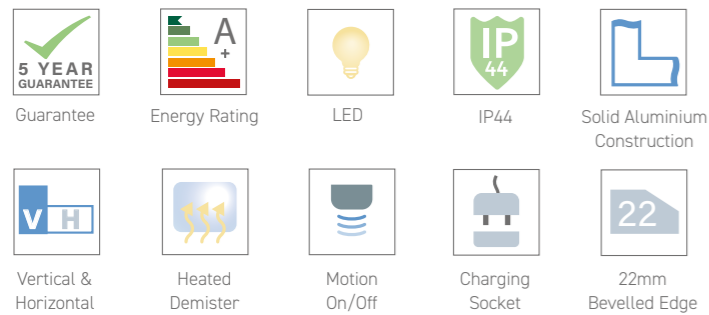 5 YEAR
GUARANTEE
A
+
IP
44
Guarantee
Energy Rating
LED
IP44
Solid Aluminium
Construction
V H
22
Vertical &
Horizontal
Heated
Demister
Motion
On/Off
Charging
Socket
22mm
Bevelled Edge